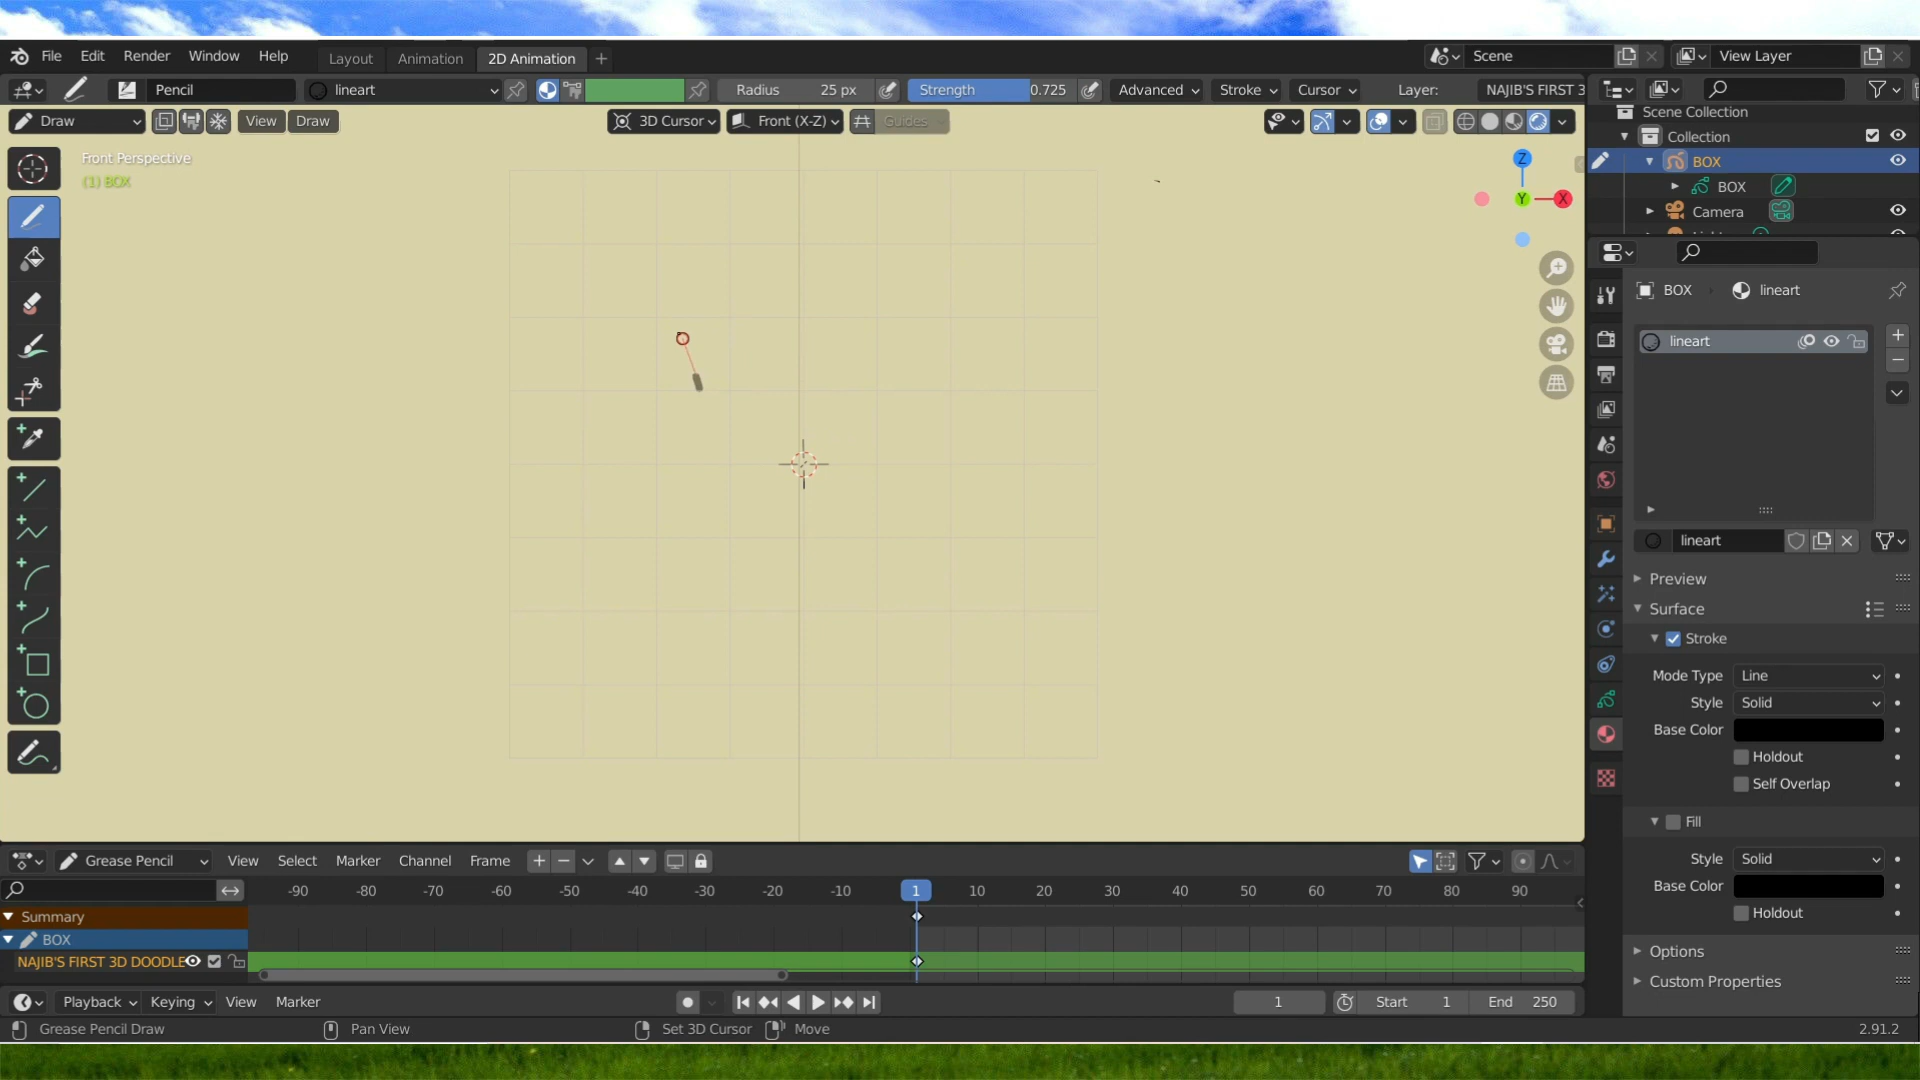 File Edit Render Window Help Layout Animation 2D Animation + Scene View Layer
Pencil lineart Radius 25 px Strength 0.725 Advanced Stroke Cursor Layer: NAJIB'S FIRST 3
Draw View Draw 3D Cursor Front (X-Z) Guides
Front Perspective
(1) BOX
Z
Y
X
Scene Collection
Collection
BOX
BOX
Camera
BOX lineart
lineart
lineart
Preview
Surface
Stroke
Mode Type Line
Style Solid
Base Color
Holdout
Self Overlap
Fill
Style Solid
Base Color
Holdout
Options
Custom Properties
Grease Pencil View Select Marker Channel Frame
-90 -80 -70 -60 -50 -40 -30 -20 -10 1 10 20 30 40 50 60 70 80 90
Summary
BOX
NAJIB'S FIRST 3D DOODLE
Playback Keying View Marker 1 Start 1 End 250
Grease Pencil Draw Pan View Set 3D Cursor Move 2.91.2